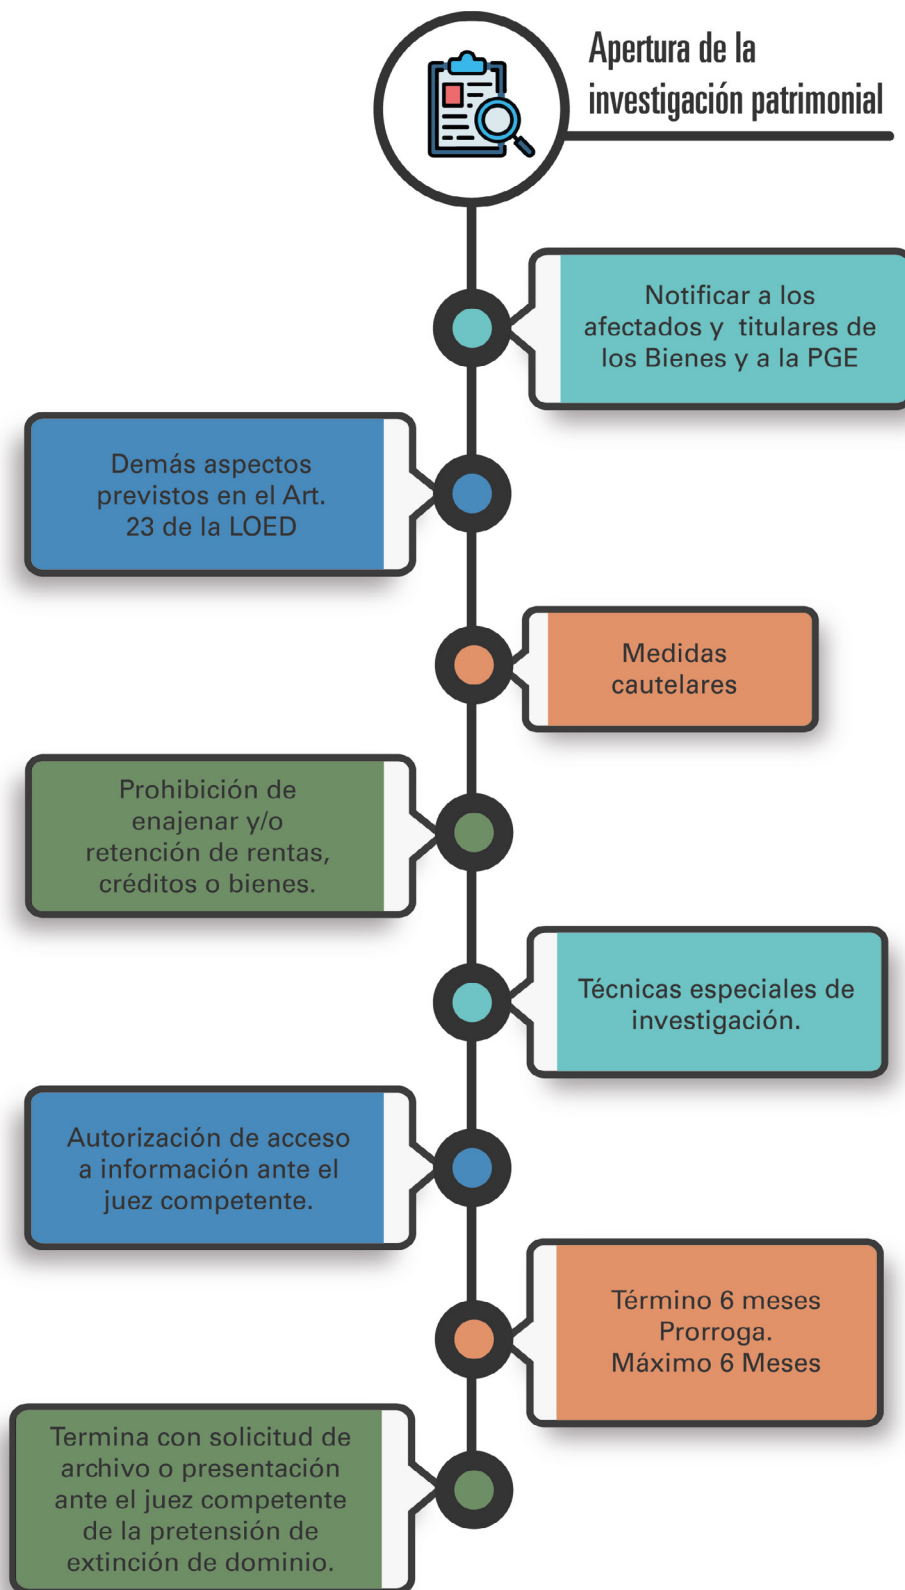 Apertura de la
investigación patrimonial
Notificar a los
afectados y titulares de
los Bienes y a la PGE
Demás aspectos
previstos en el Art.
23 de la LOED
Medidas
cautelares
Prohibición de
enajenar y/o
retención de rentas,
créditos o bienes.
Técnicas especiales de
investigación.
Autorización de acceso
a información ante el
juez competente.
Término 6 meses
Prorroga.
Máximo 6 Meses
Termina con solicitud de
archivo o presentación
ante el juez competente
de la pretensión de
extinción de dominio.